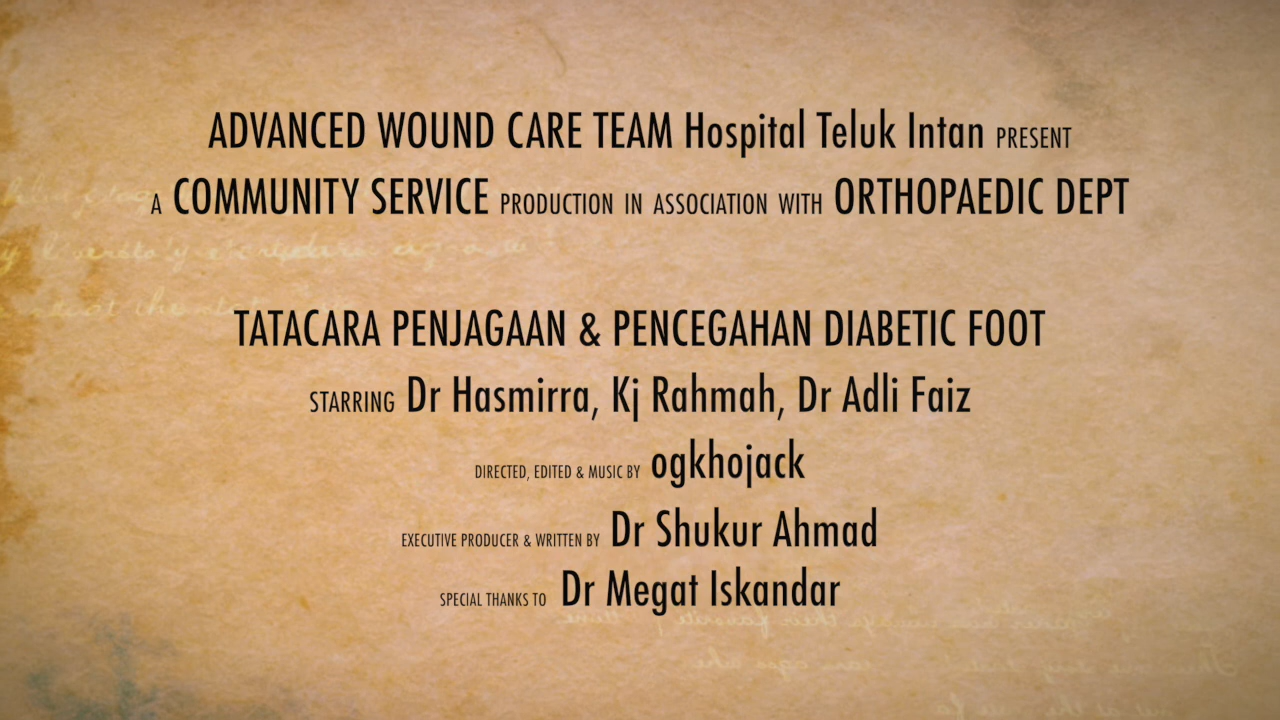 ADVANCED WOUND CARE TEAM Hospital Teluk Intan PRESENT
A COMMUNITY SERVICE PRODUCTION IN ASSOCIATION WITH ORTHOPAEDIC DEPT
TATACARA PENJAGAAN & PENCEGAHAN DIABETIC FOOT
STARRING Dr Hasmirra, Kj Rahmah, Dr Adli Faiz
DIRECTED, EDITED & MUSIC BY ogkhojack
EXECUTIVE PRODUCER & WRITTEN BY Dr Shukur Ahmad
SPECIAL THANKS TO Dr Megat Iskandar